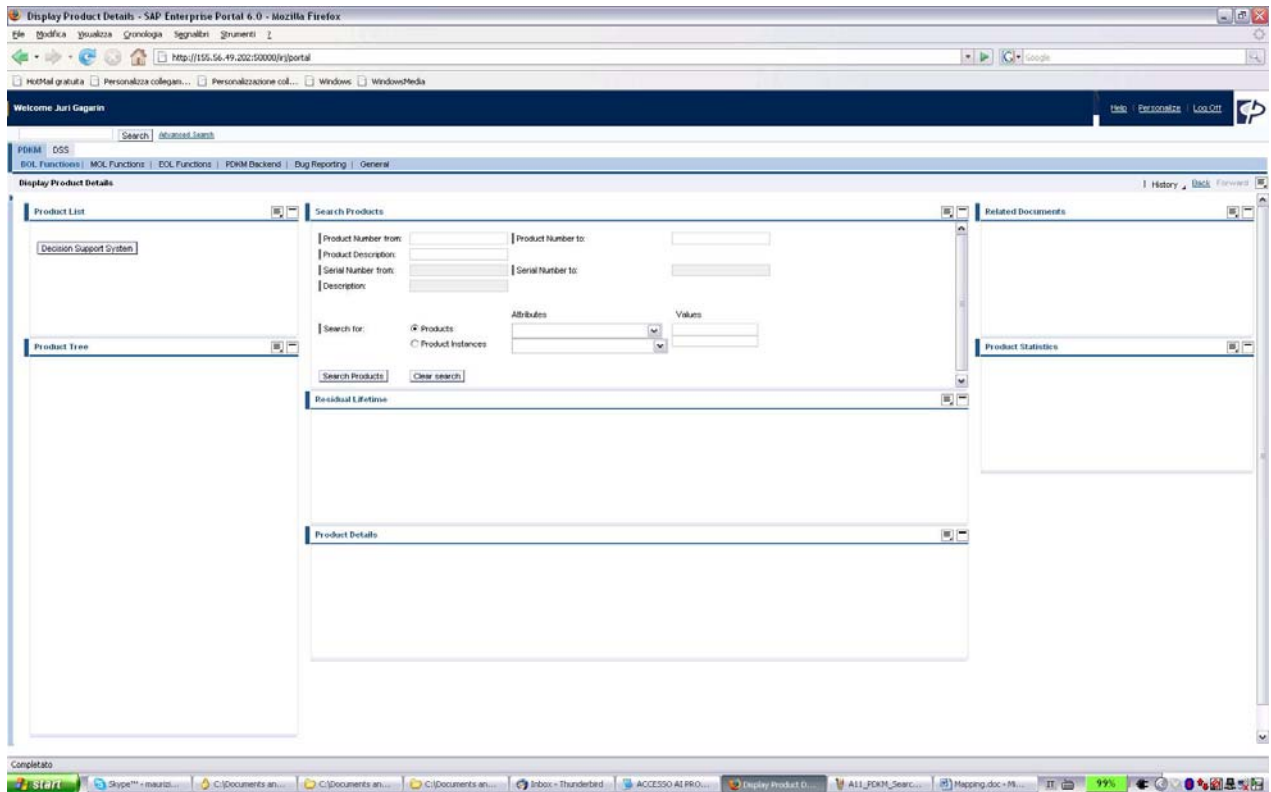 Display Product Details - SAP Enterprise Portal 6.0 - Mozilla Firefox
File Modifica Visualizza Cronologia Segnalibri Strumenti ?
http://155.56.49.202:50000/irj/portal
Google
HotMail gratuita Personalizza collegam... Personalizzazione coll... Windows WindowsMedia
Welcome Juri Gagarin
Help Personalize Log Off
Search Advanced Search
PDKM DSS
BOL Functions | MOL Functions | EOL Functions | PDKM Backend | Bug Reporting | General
Display Product Details
History Back Forward
Product List
Search Products
Related Documents
Decision Support System
Product Number from: Product Number to:
Product Description:
Serial Number from: Serial Number to:
Description:
Attributes Values
Search for: Products
Product Instances
Search Products Clear search
Product Tree
Product Statistics
Residual Lifetime
Product Details
Completato
start Skype™ - maurizi... C:\Documents an... C:\Documents an... C:\Documents an... Inbox - Thunderbird ACCESSO AI PRO... Display Product D... A11_PDKM_Searc... Mapping.doc - Mi... IT 99%